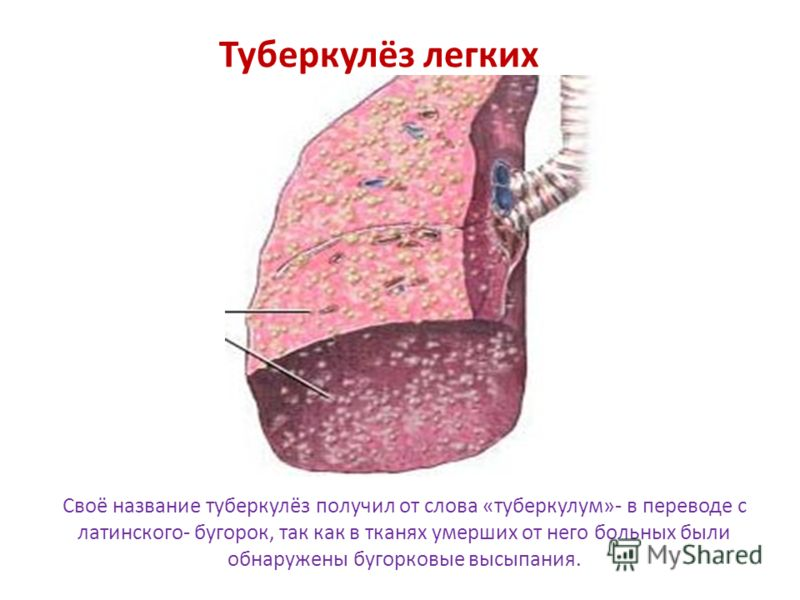 Туберкулёз легких
Своё название туберкулёз получил от слова «туберкулум»- в переводе с
латинского- бугорок, так как в тканях умерших от него больных были
обнаружены бугорковые высыпания.
MyShared